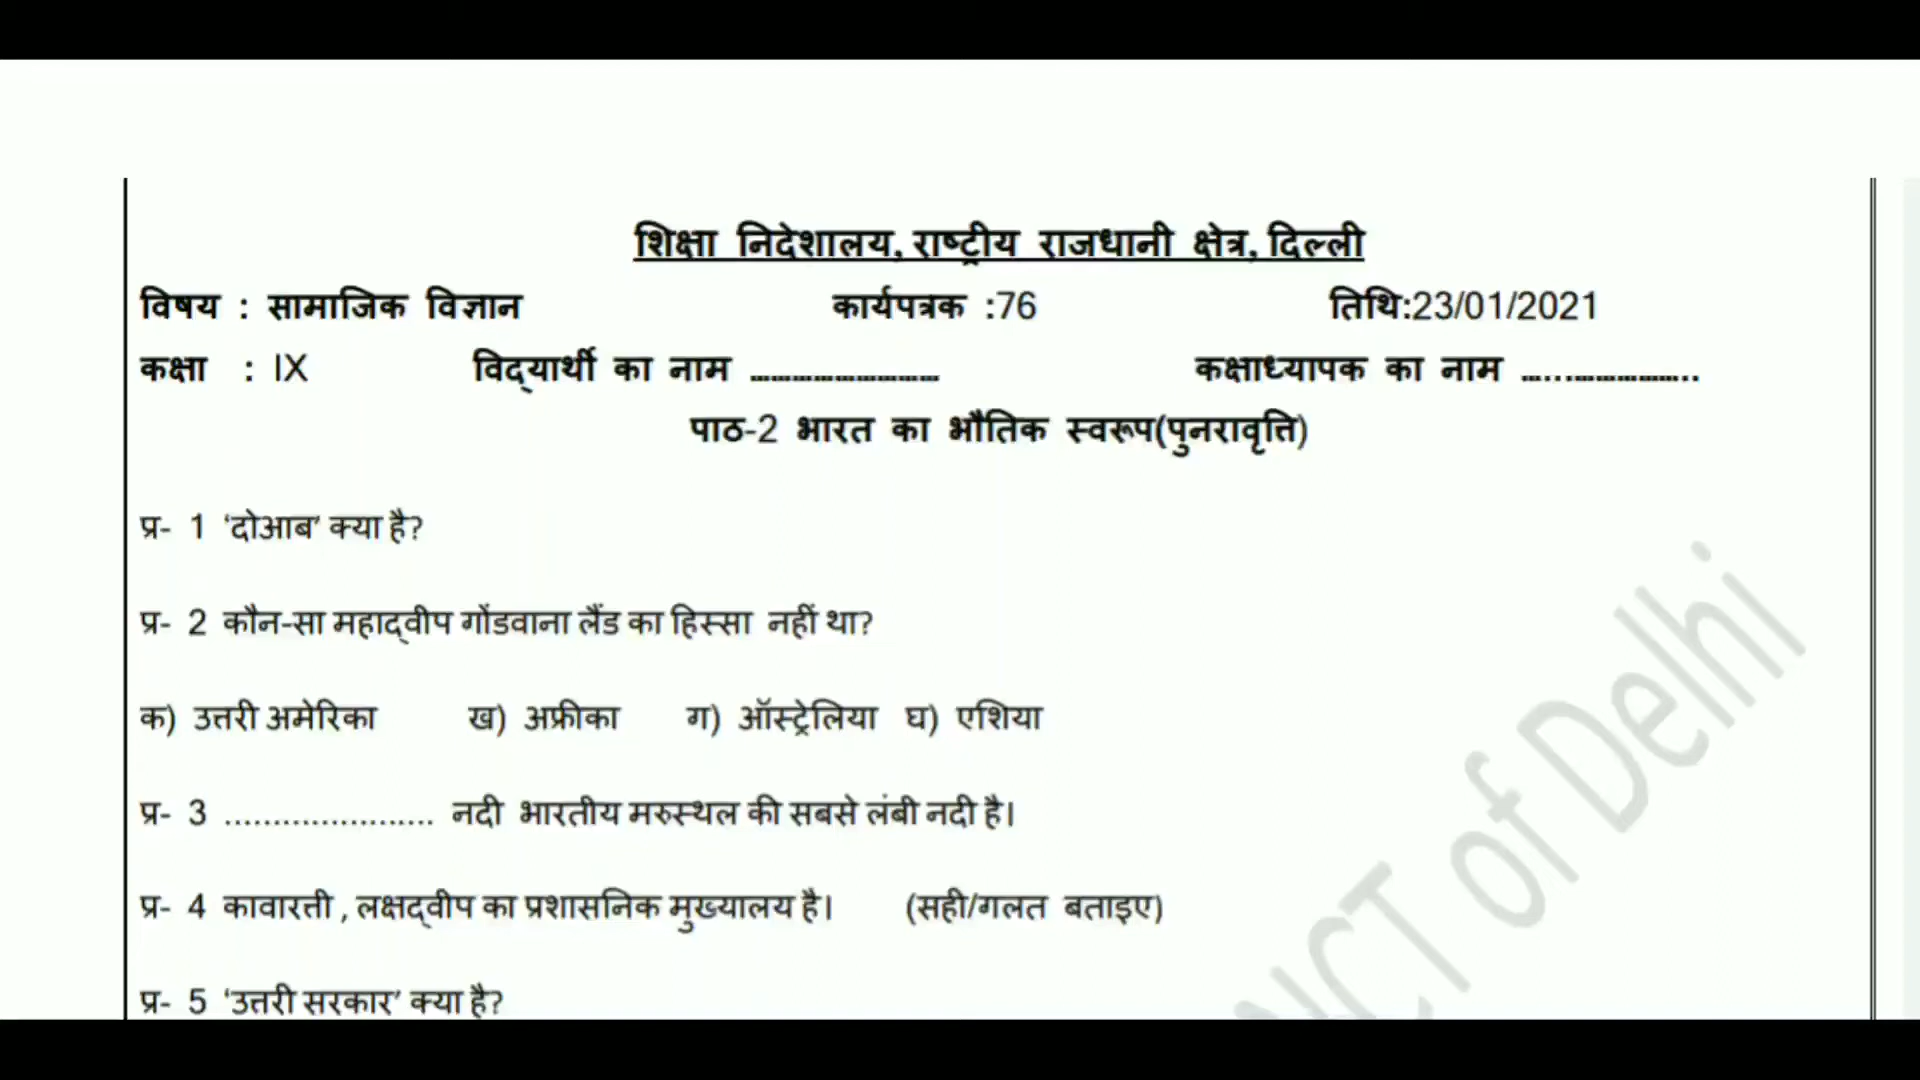 शिक्षा निदेशालय, राष्ट्रीय राजधानी क्षेत्र, दिल्ली
विषय : सामाजिक विज्ञान कार्यपत्रक :76 तिथि:23/01/2021
कक्षा : IX विद्यार्थी का नाम ........................... कक्षाध्यापक का नाम ........................
पाठ-2 भारत का भौतिक स्वरूप(पुनरावृत्ति)
प्र- 1 ‘दोआब’ क्या है?
प्र- 2 कौन-सा महाद्वीप गोंडवाना लैंड का हिस्सा नहीं था?
क) उत्तरी अमेरिका ख) अफ्रीका ग) ऑस्ट्रेलिया घ) एशिया
प्र- 3 ...................... नदी भारतीय मरुस्थल की सबसे लंबी नदी है।
प्र- 4 कावारत्ती , लक्षद्वीप का प्रशासनिक मुख्यालय है। (सही/गलत बताइए)
प्र- 5 ‘उत्तरी सरकार’ क्या है?
NCT of Delhi